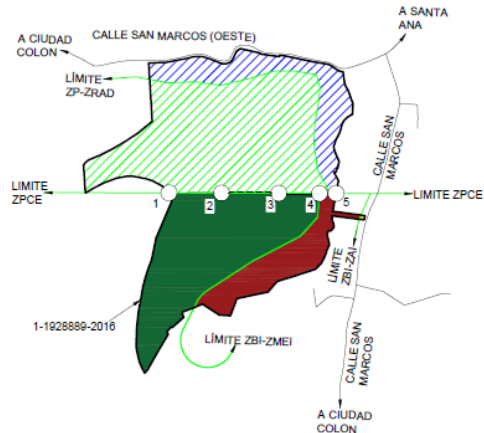 A SANTA
ANA
CALLE SAN MARCOS (OESTE)
A CIUDAD
COLON
LÍMITE
ZP-ZRAD
CALLE SAN
MARCOS
LIMITE
ZPCE
LIMITE ZPCE
1
2
3
4
5
LÍMITE
ZBI-ZAI
1-1928889-2016
LÍMITE ZBI-ZMEI
CALLE SAN
MARCOS
A CIUDAD
COLON